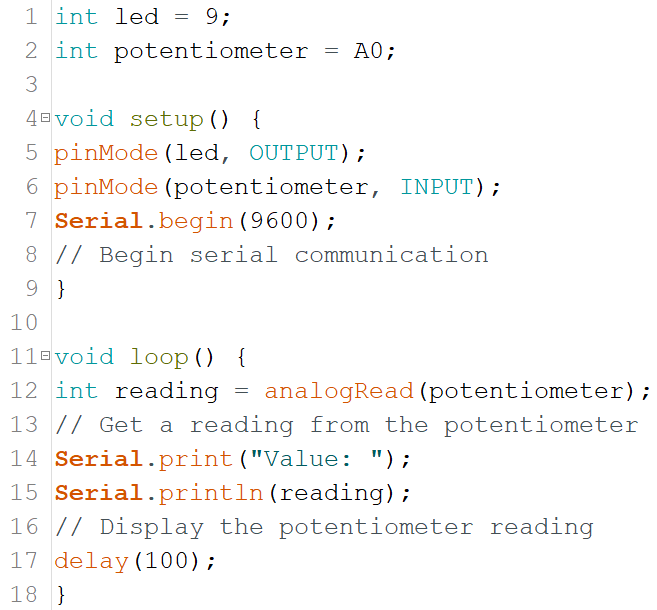 1 int led = 9;
2 int potentiometer = A0;
3
4 void setup() {
5 pinMode(led, OUTPUT);
6 pinMode(potentiometer, INPUT);
7 Serial.begin(9600);
8 // Begin serial communication
9 }
10
11 void loop() {
12 int reading = analogRead(potentiometer);
13 // Get a reading from the potentiometer
14 Serial.print("Value: ");
15 Serial.println(reading);
16 // Display the potentiometer reading
17 delay(100);
18 }